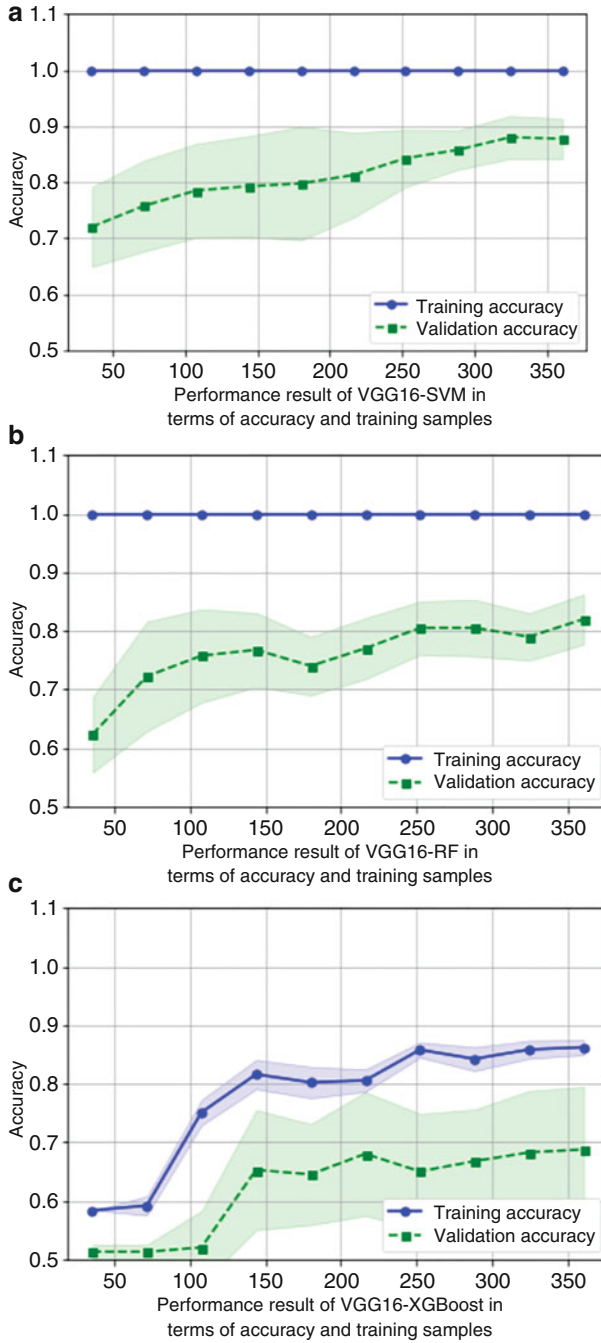 a
1.1
1.0
0.9
0.8
0.7
0.6
0.5
Accuracy
Training accuracy
Validation accuracy
50 100 150 200 250 300 350
Performance result of VGG16-SVM in
terms of accuracy and training samples
b
1.1
1.0
0.9
0.8
0.7
0.6
0.5
Accuracy
Training accuracy
Validation accuracy
50 100 150 200 250 300 350
Performance result of VGG16-RF in
terms of accuracy and training samples
c
1.1
1.0
0.9
0.8
0.7
0.6
0.5
Accuracy
Training accuracy
Validation accuracy
50 100 150 200 250 300 350
Performance result of VGG16-XGBoost in
terms of accuracy and training samples